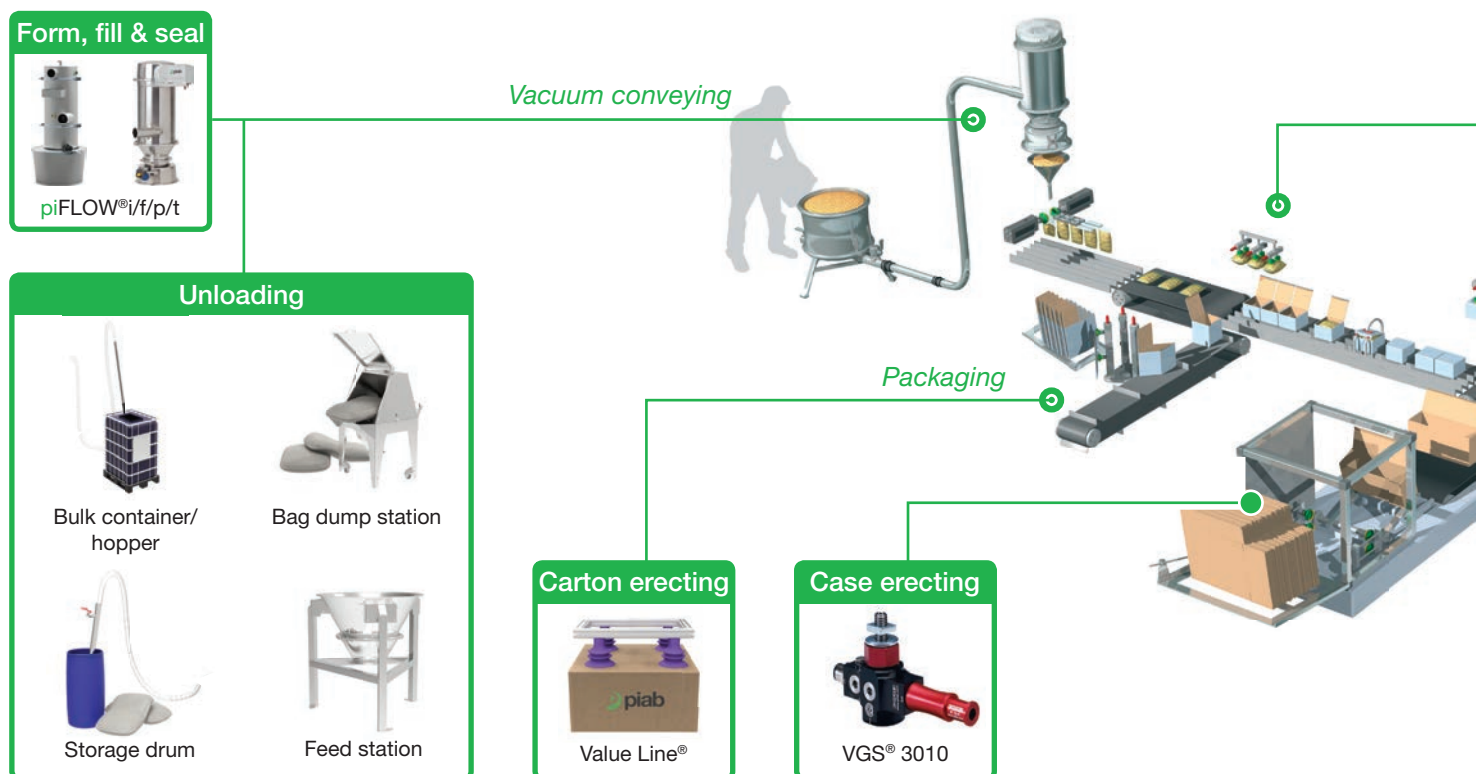 Form, fill & seal
piab
piFLOW®i/f/p/t
Vacuum conveying
Unloading
Bulk container/
hopper
Bag dump station
Storage drum
Feed station
Packaging
Carton erecting
piab
Value Line®
Case erecting
VGS® 3010